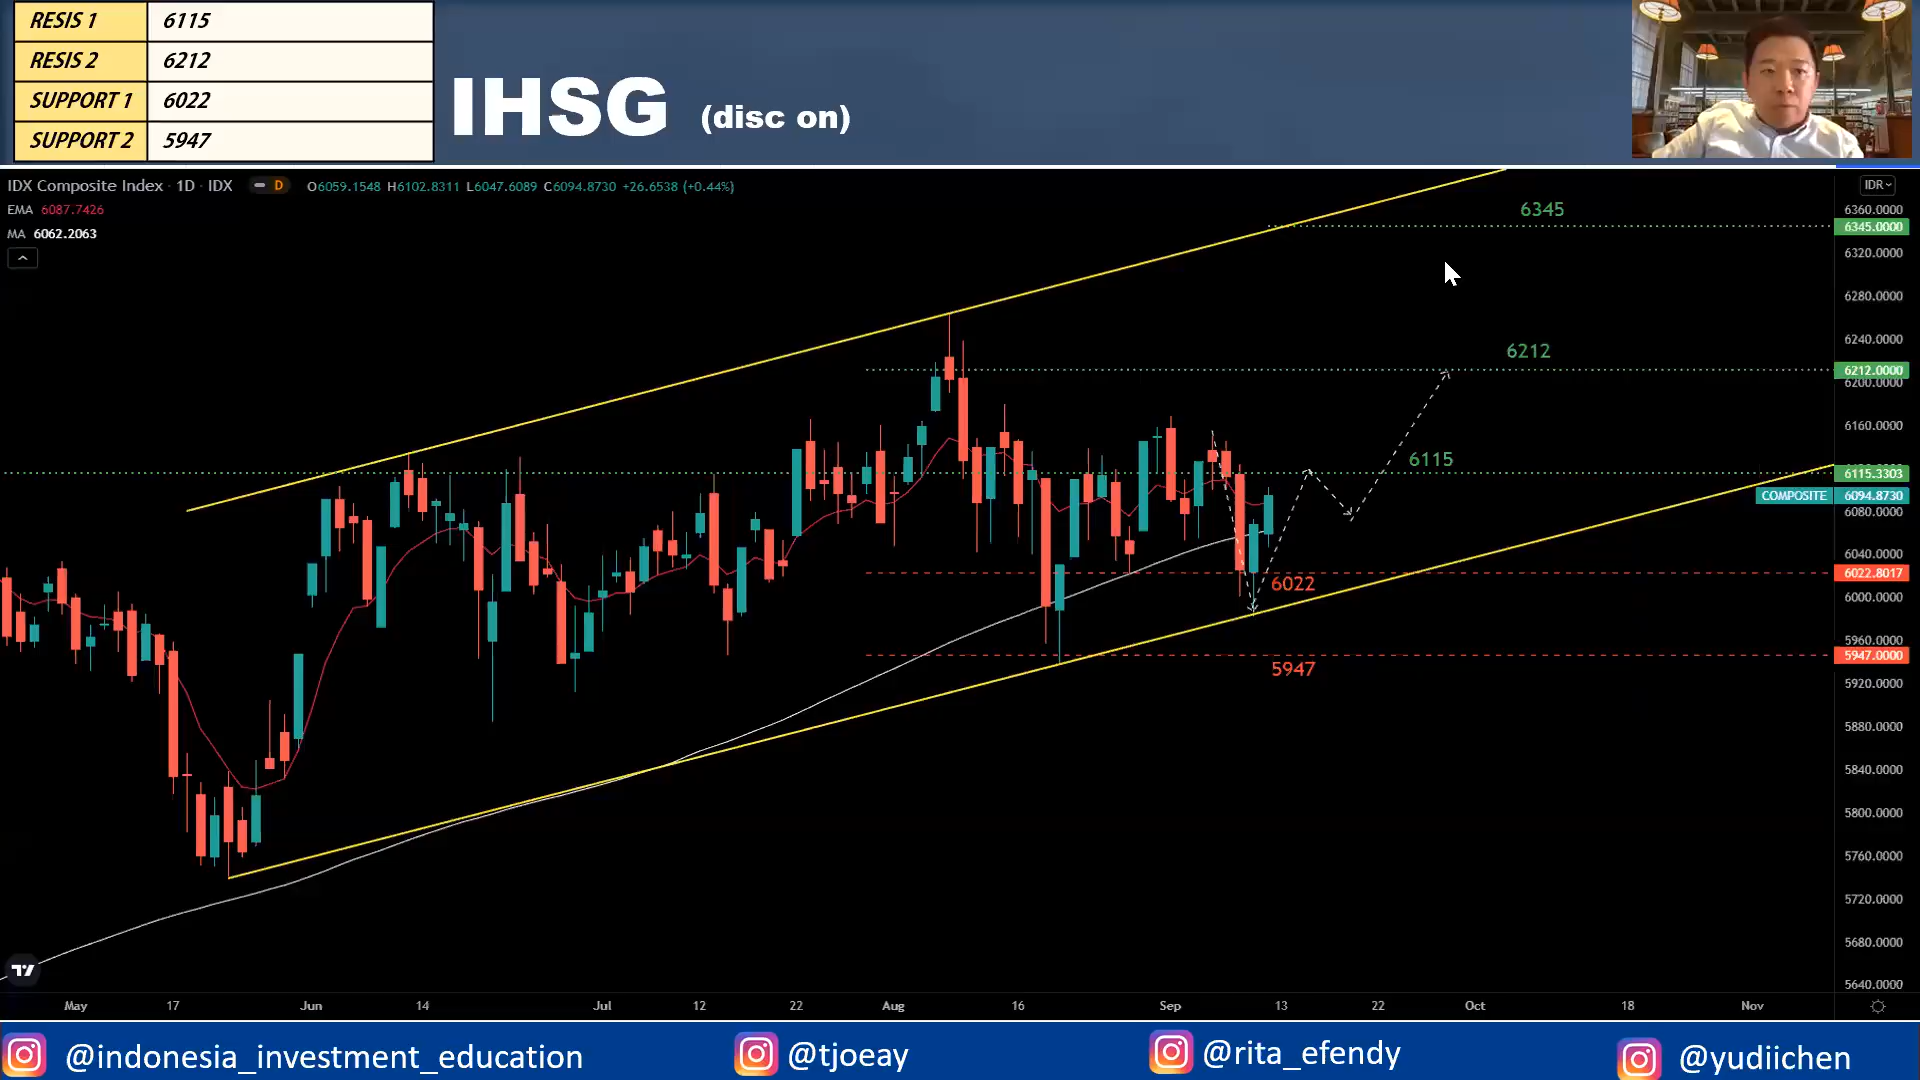 RESIS 1 6115
RESIS 2 6212
SUPPORT 1 6022
SUPPORT 2 5947
IHSG (disc on)
IDX Composite Index · 1D · IDX D O6059.1548 H6102.8311 L6047.6089 C6094.8730 +26.6538 (+0.44%)
EMA 6087.7426
MA 6062.2063
IDR
6360.0000
6345.0000
6320.0000
6280.0000
6240.0000
6212.0000
6200.0000
6160.0000
6115.3303
COMPOSITE 6094.8730
6080.0000
6040.0000
6022.8017
6000.0000
5960.0000
5947.0000
5920.0000
5880.0000
5840.0000
5800.0000
5760.0000
5720.0000
5680.0000
5640.0000
6345
6212
6115
6022
5947
May 17 Jun 14 Jul 12 22 Aug 16 Sep 13 22 Oct 18 Nov
@indonesia_investment_education @tjoeay @rita_efendy @yudiichen